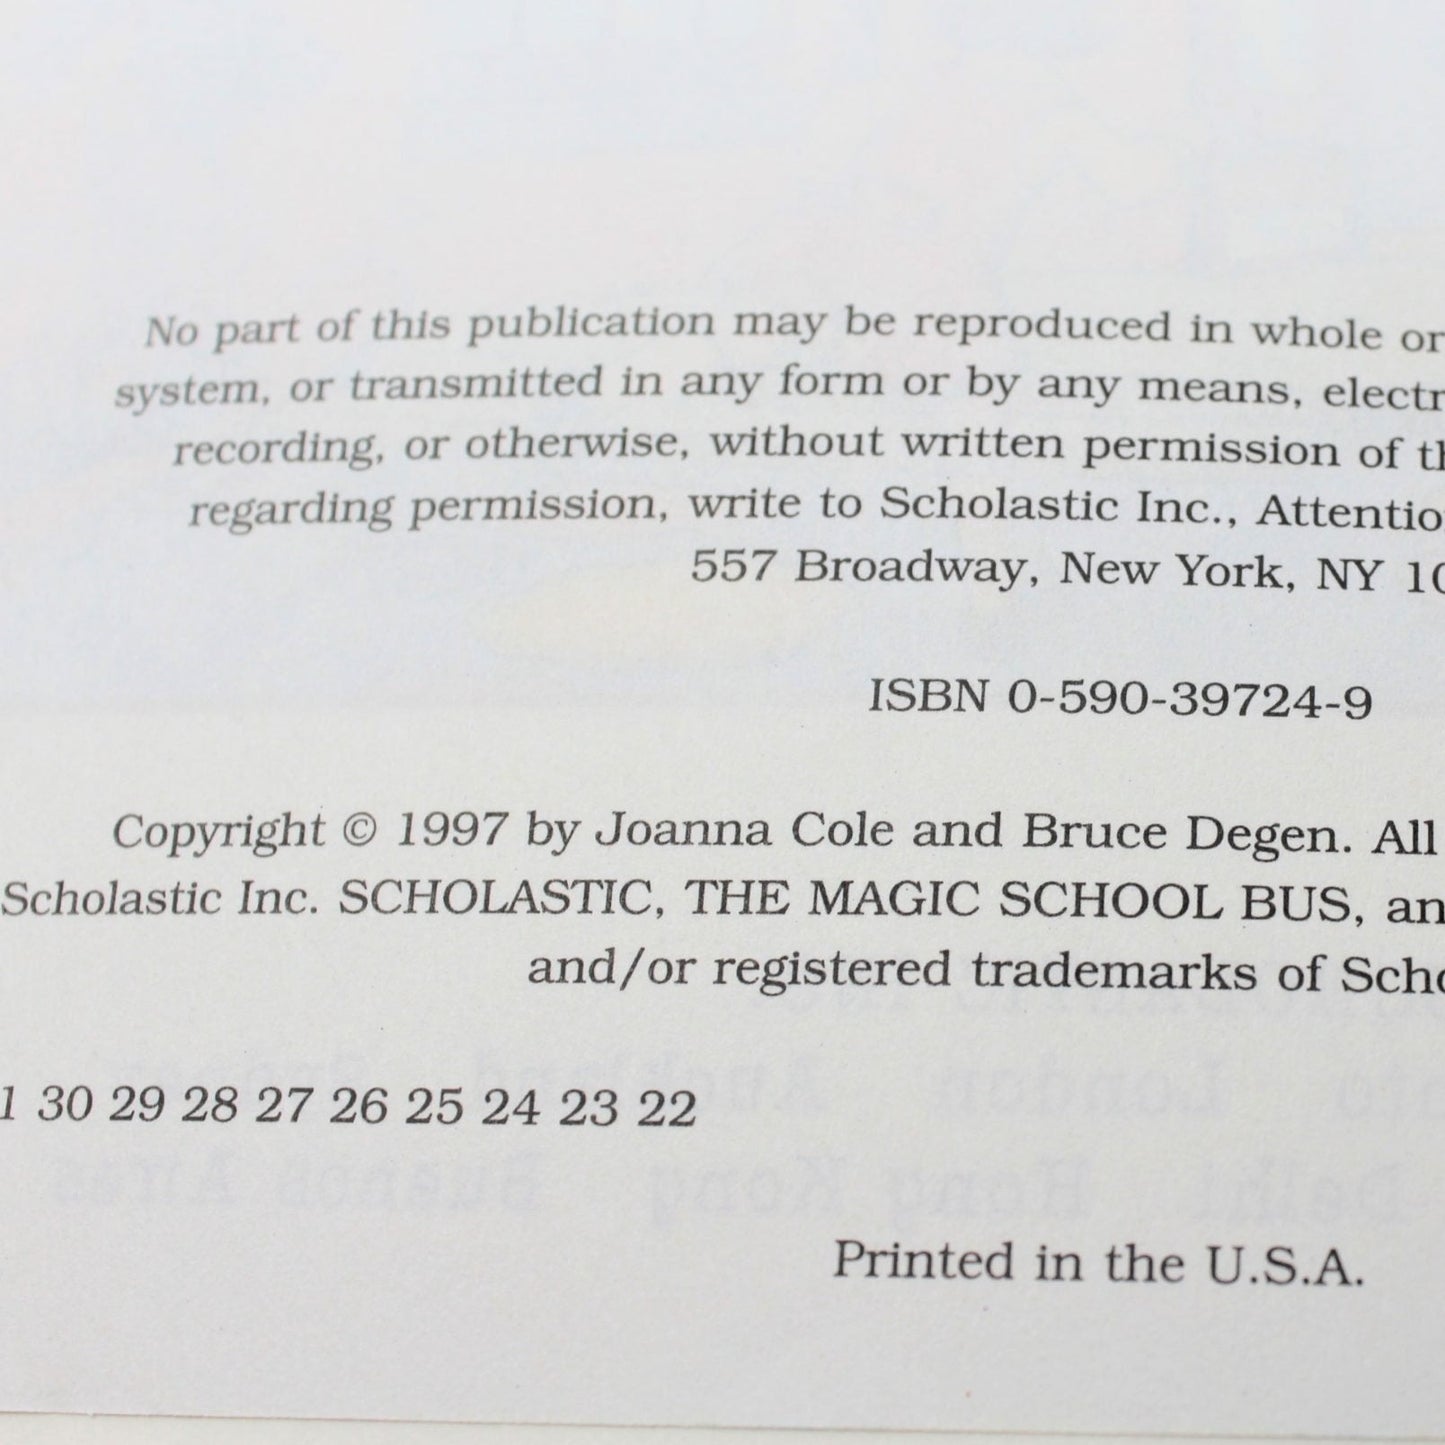 No part of this publication may be reproduced in whole or
system, or transmitted in any form or by any means, electr
recording, or otherwise, without written permission of th
regarding permission, write to Scholastic Inc., Attentio
557 Broadway, New York, NY 10
ISBN 0-590-39724-9
Copyright © 1997 by Joanna Cole and Bruce Degen. All
Scholastic Inc. SCHOLASTIC, THE MAGIC SCHOOL BUS, an
and/or registered trademarks of Scho
1 30 29 28 27 26 25 24 23 22
Printed in the U.S.A.